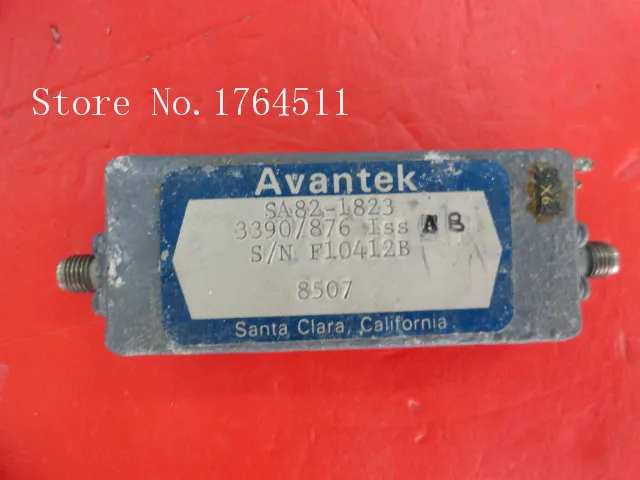 Store No.1764511
Avantek
SA82-1823
3390/876 Iss AB
S/N F10412B
8507
Santa Clara, California